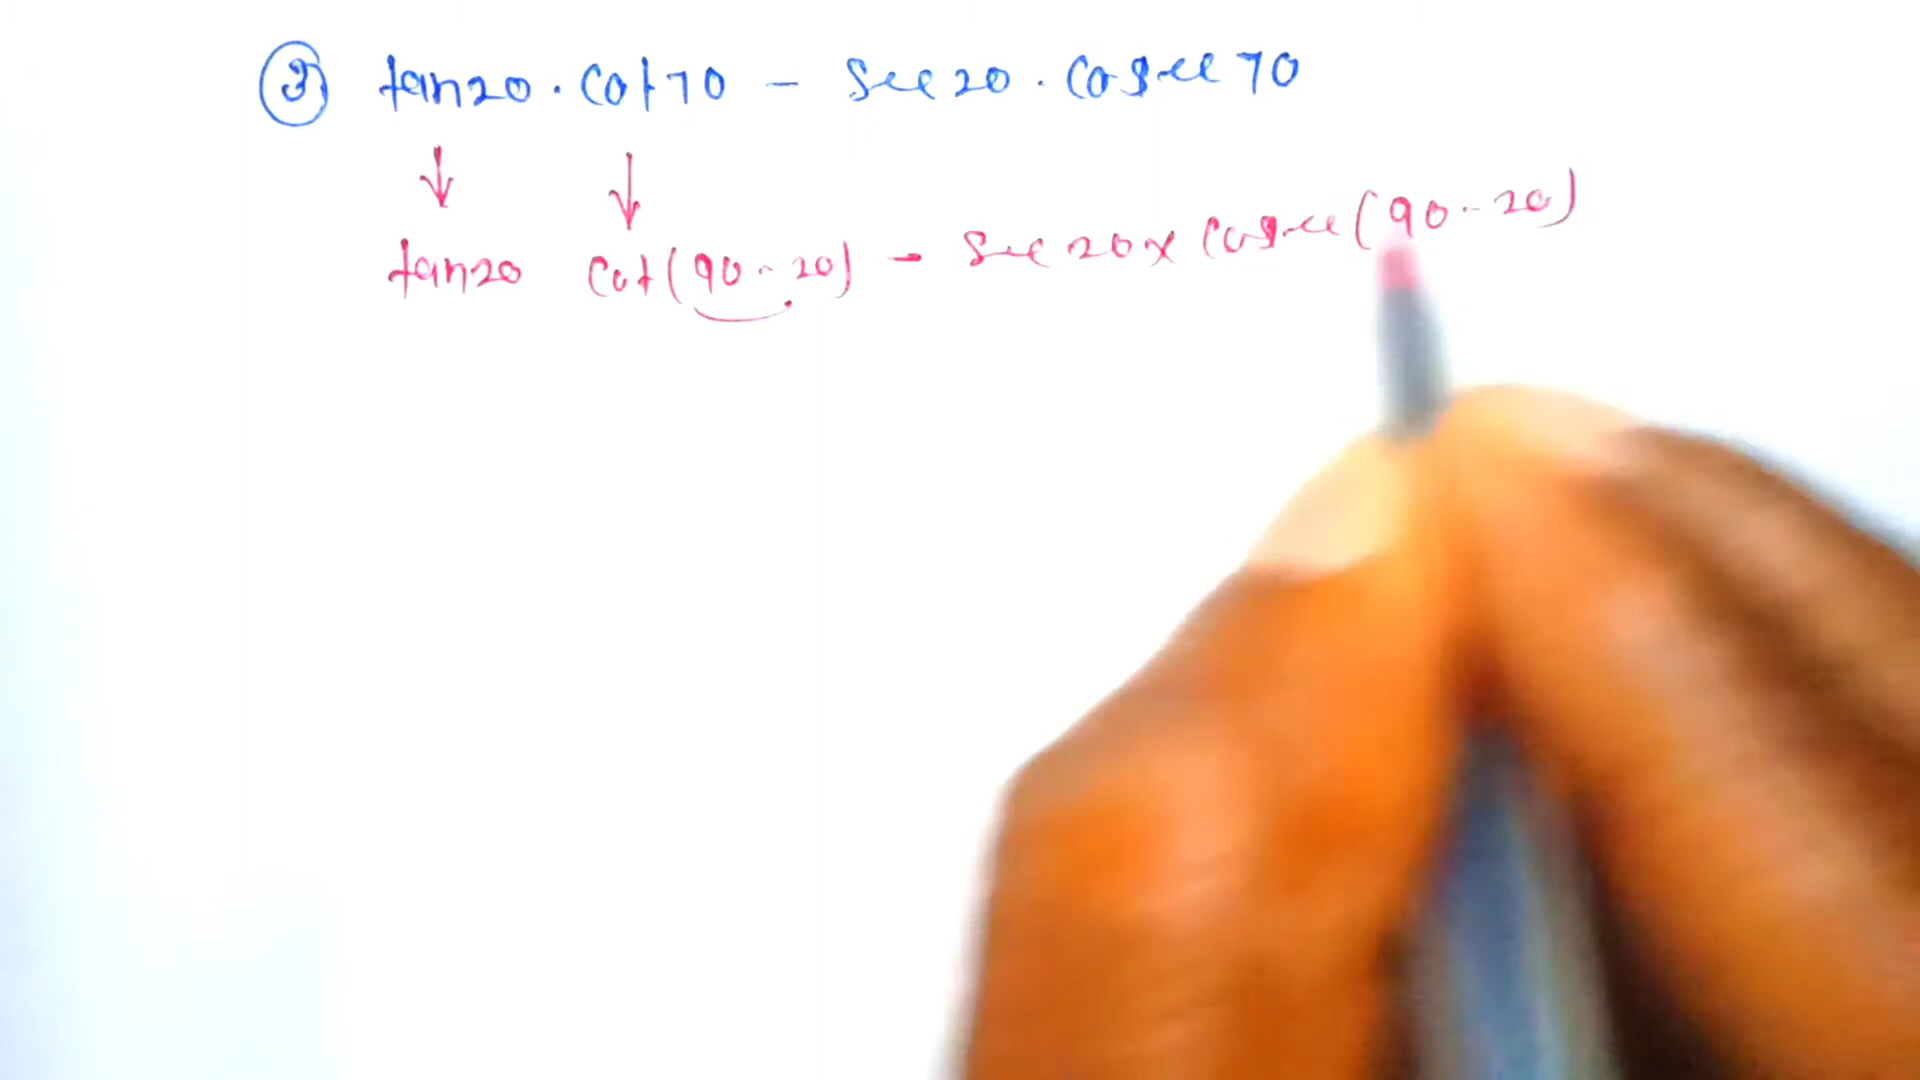 ③ tan20 · cot70 - sec20 · cosec70
tan20 cot(90-20) - sec20 x cosec(90-20)